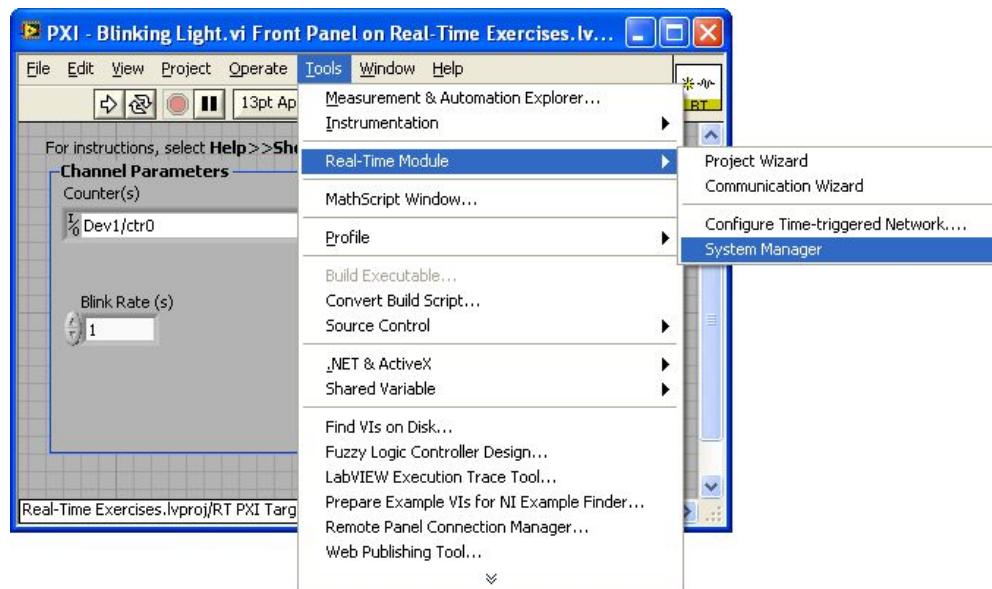 PXI - Blinking Light.vi Front Panel on Real-Time Exercises.lv...
File Edit View Project Operate Tools Window Help
13pt Ap
RT
For instructions, select Help>>Sh
Channel Parameters
Counter(s)
I/O Dev1/ctr0
Blink Rate (s)
1
Real-Time Exercises.lvproj/RT PXI Targ
Measurement & Automation Explorer...
Instrumentation
Real-Time Module
MathScript Window...
Profile
Build Executable...
Convert Build Script...
Source Control
.NET & ActiveX
Shared Variable
Find VIs on Disk...
Fuzzy Logic Controller Design...
LabVIEW Execution Trace Tool...
Prepare Example VIs for NI Example Finder...
Remote Panel Connection Manager...
Web Publishing Tool...
Project Wizard
Communication Wizard
Configure Time-triggered Network....
System Manager